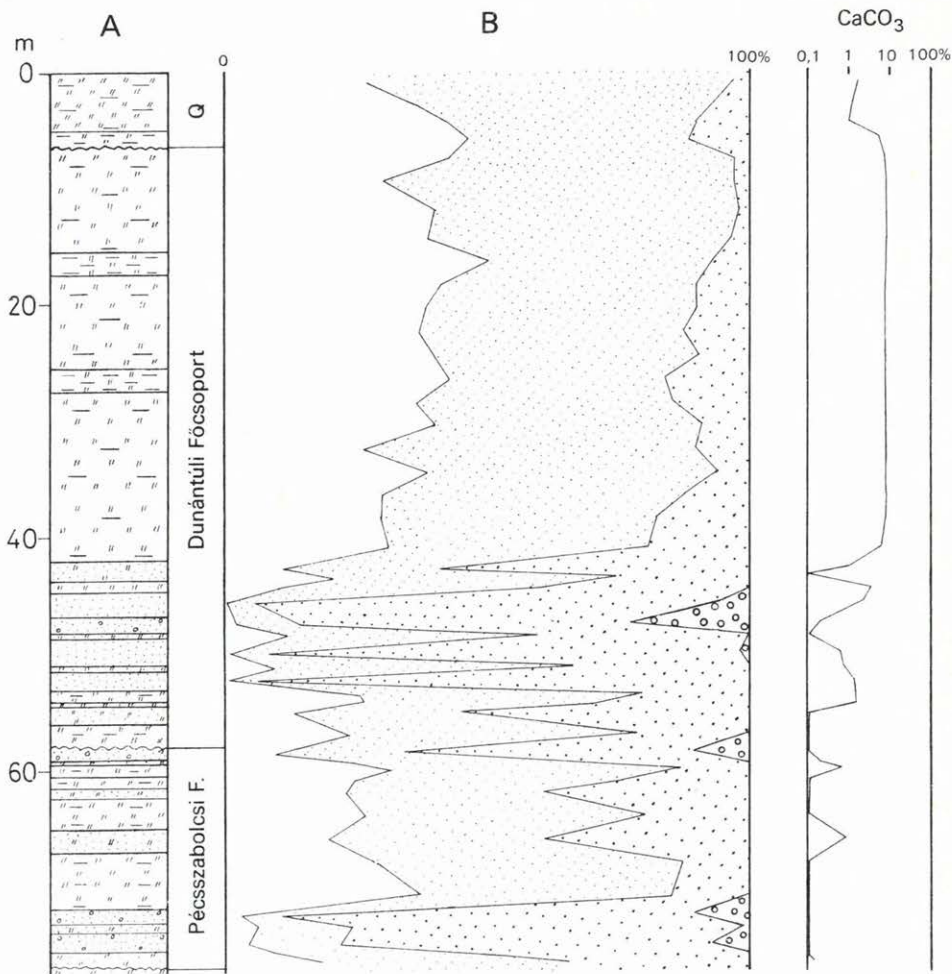 A
B
CaCO₃
m
0
100%
0,1
1
10
100%
0
20
40
60
Q
Dunántúli Főcsoport
Pécsszabolcsi F.